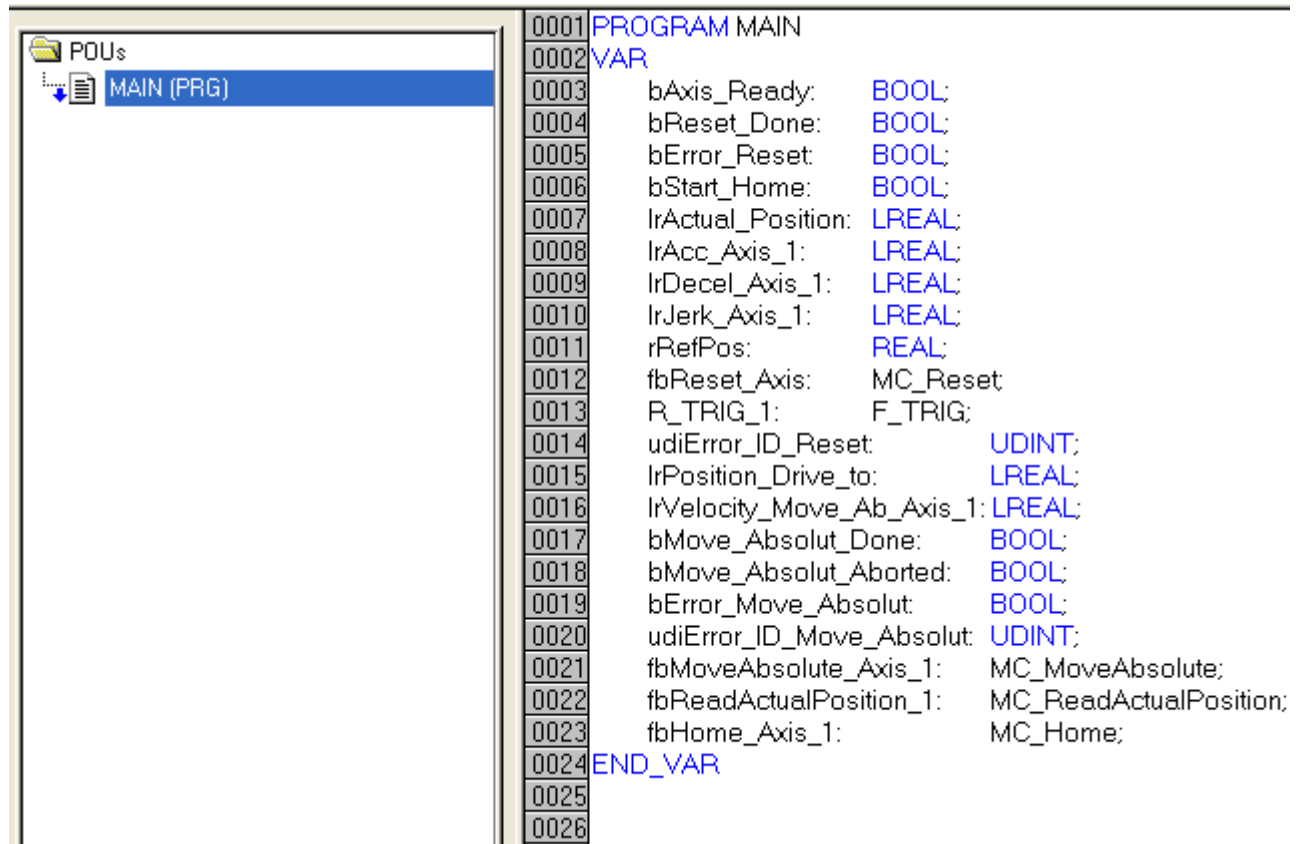 POUs
MAIN (PRG)
0001 PROGRAM MAIN
0002 VAR
0003 bAxis_Ready: BOOL;
0004 bReset_Done: BOOL;
0005 bError_Reset: BOOL;
0006 bStart_Home: BOOL;
0007 lrActual_Position: LREAL;
0008 lrAcc_Axis_1: LREAL;
0009 lrDecel_Axis_1: LREAL;
0010 lrJerk_Axis_1: LREAL;
0011 rRefPos: REAL;
0012 fbReset_Axis: MC_Reset;
0013 R_TRIG_1: F_TRIG;
0014 udiError_ID_Reset: UDINT;
0015 lrPosition_Drive_to: LREAL;
0016 lrVelocity_Move_Ab_Axis_1: LREAL;
0017 bMove_Absolut_Done: BOOL;
0018 bMove_Absolut_Aborted: BOOL;
0019 bError_Move_Absolut: BOOL;
0020 udiError_ID_Move_Absolut: UDINT;
0021 fbMoveAbsolute_Axis_1: MC_MoveAbsolute;
0022 fbReadActualPosition_1: MC_ReadActualPosition;
0023 fbHome_Axis_1: MC_Home;
0024 END_VAR
0025
0026